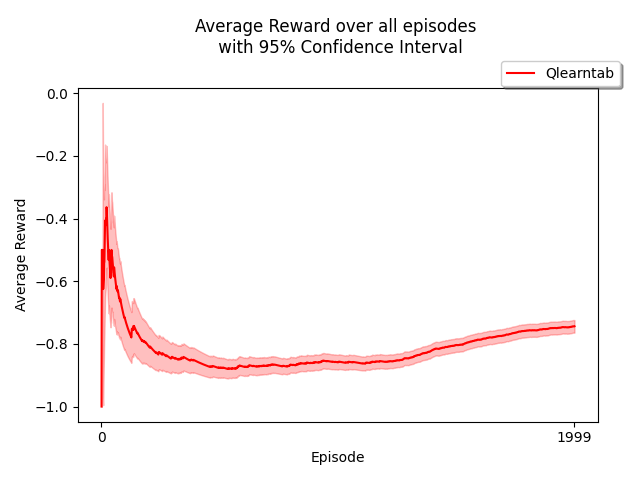 Average Reward over all episodes
with 95% Confidence Interval
Qlearntab
0.0
−0.2
−0.4
−0.6
−0.8
−1.0
Average Reward
0
1999
Episode